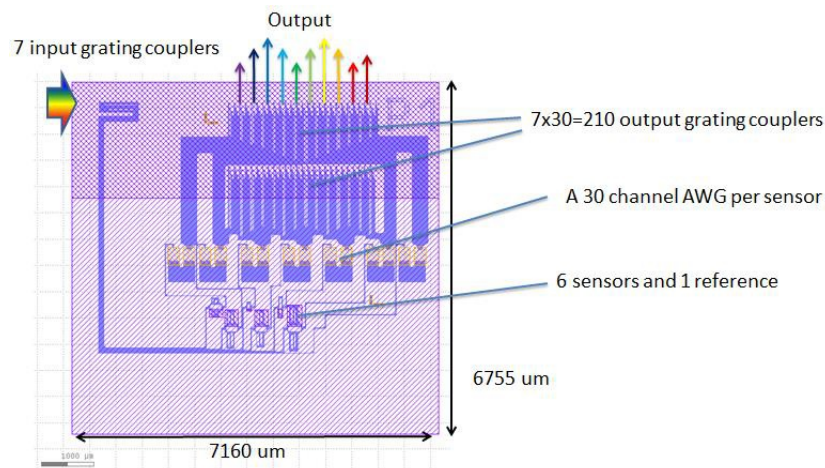 Output
7 input grating couplers
7x30=210 output grating couplers
A 30 channel AWG per sensor
6 sensors and 1 reference
6755 um
7160 um
1000 µm